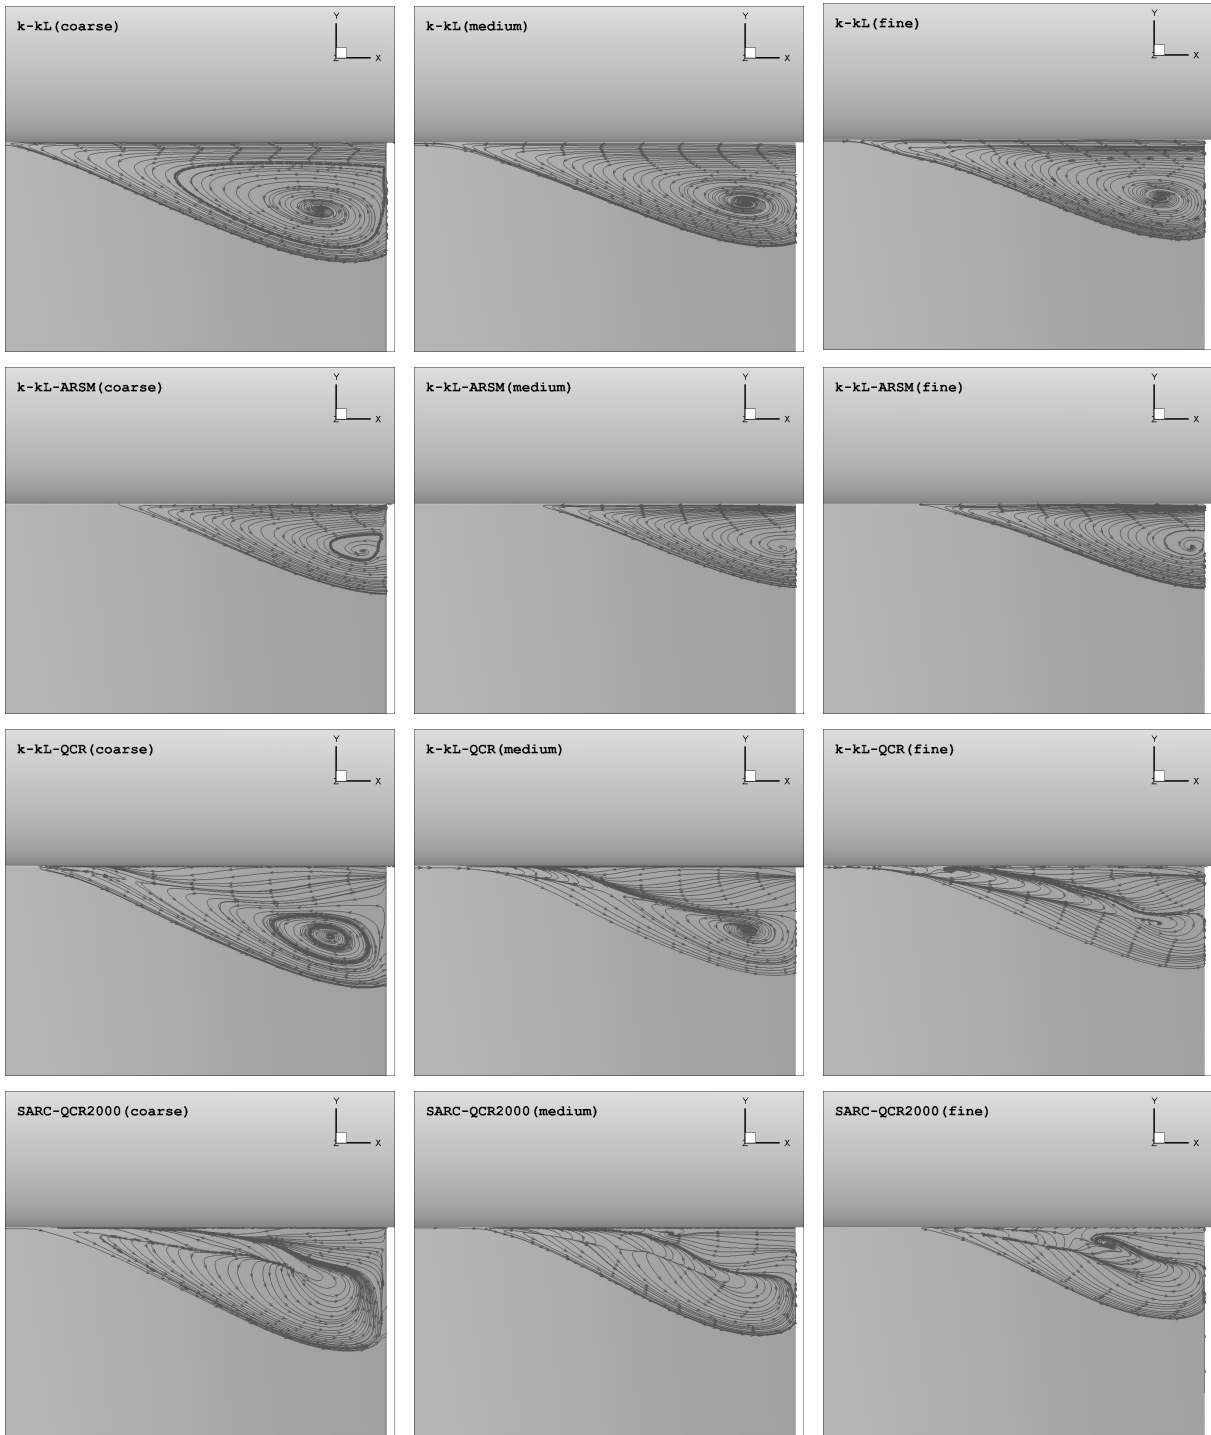 k-kL(coarse)
Y
X
Z
k-kL(medium)
Y
X
Z
k-kL(fine)
Y
X
Z
k-kL-ARSM(coarse)
Y
X
Z
k-kL-ARSM(medium)
Y
X
Z
k-kL-ARSM(fine)
Y
X
Z
k-kL-QCR(coarse)
Y
X
Z
k-kL-QCR(medium)
Y
X
Z
k-kL-QCR(fine)
Y
X
Z
SARC-QCR2000(coarse)
Y
X
Z
SARC-QCR2000(medium)
Y
X
Z
SARC-QCR2000(fine)
Y
X
Z